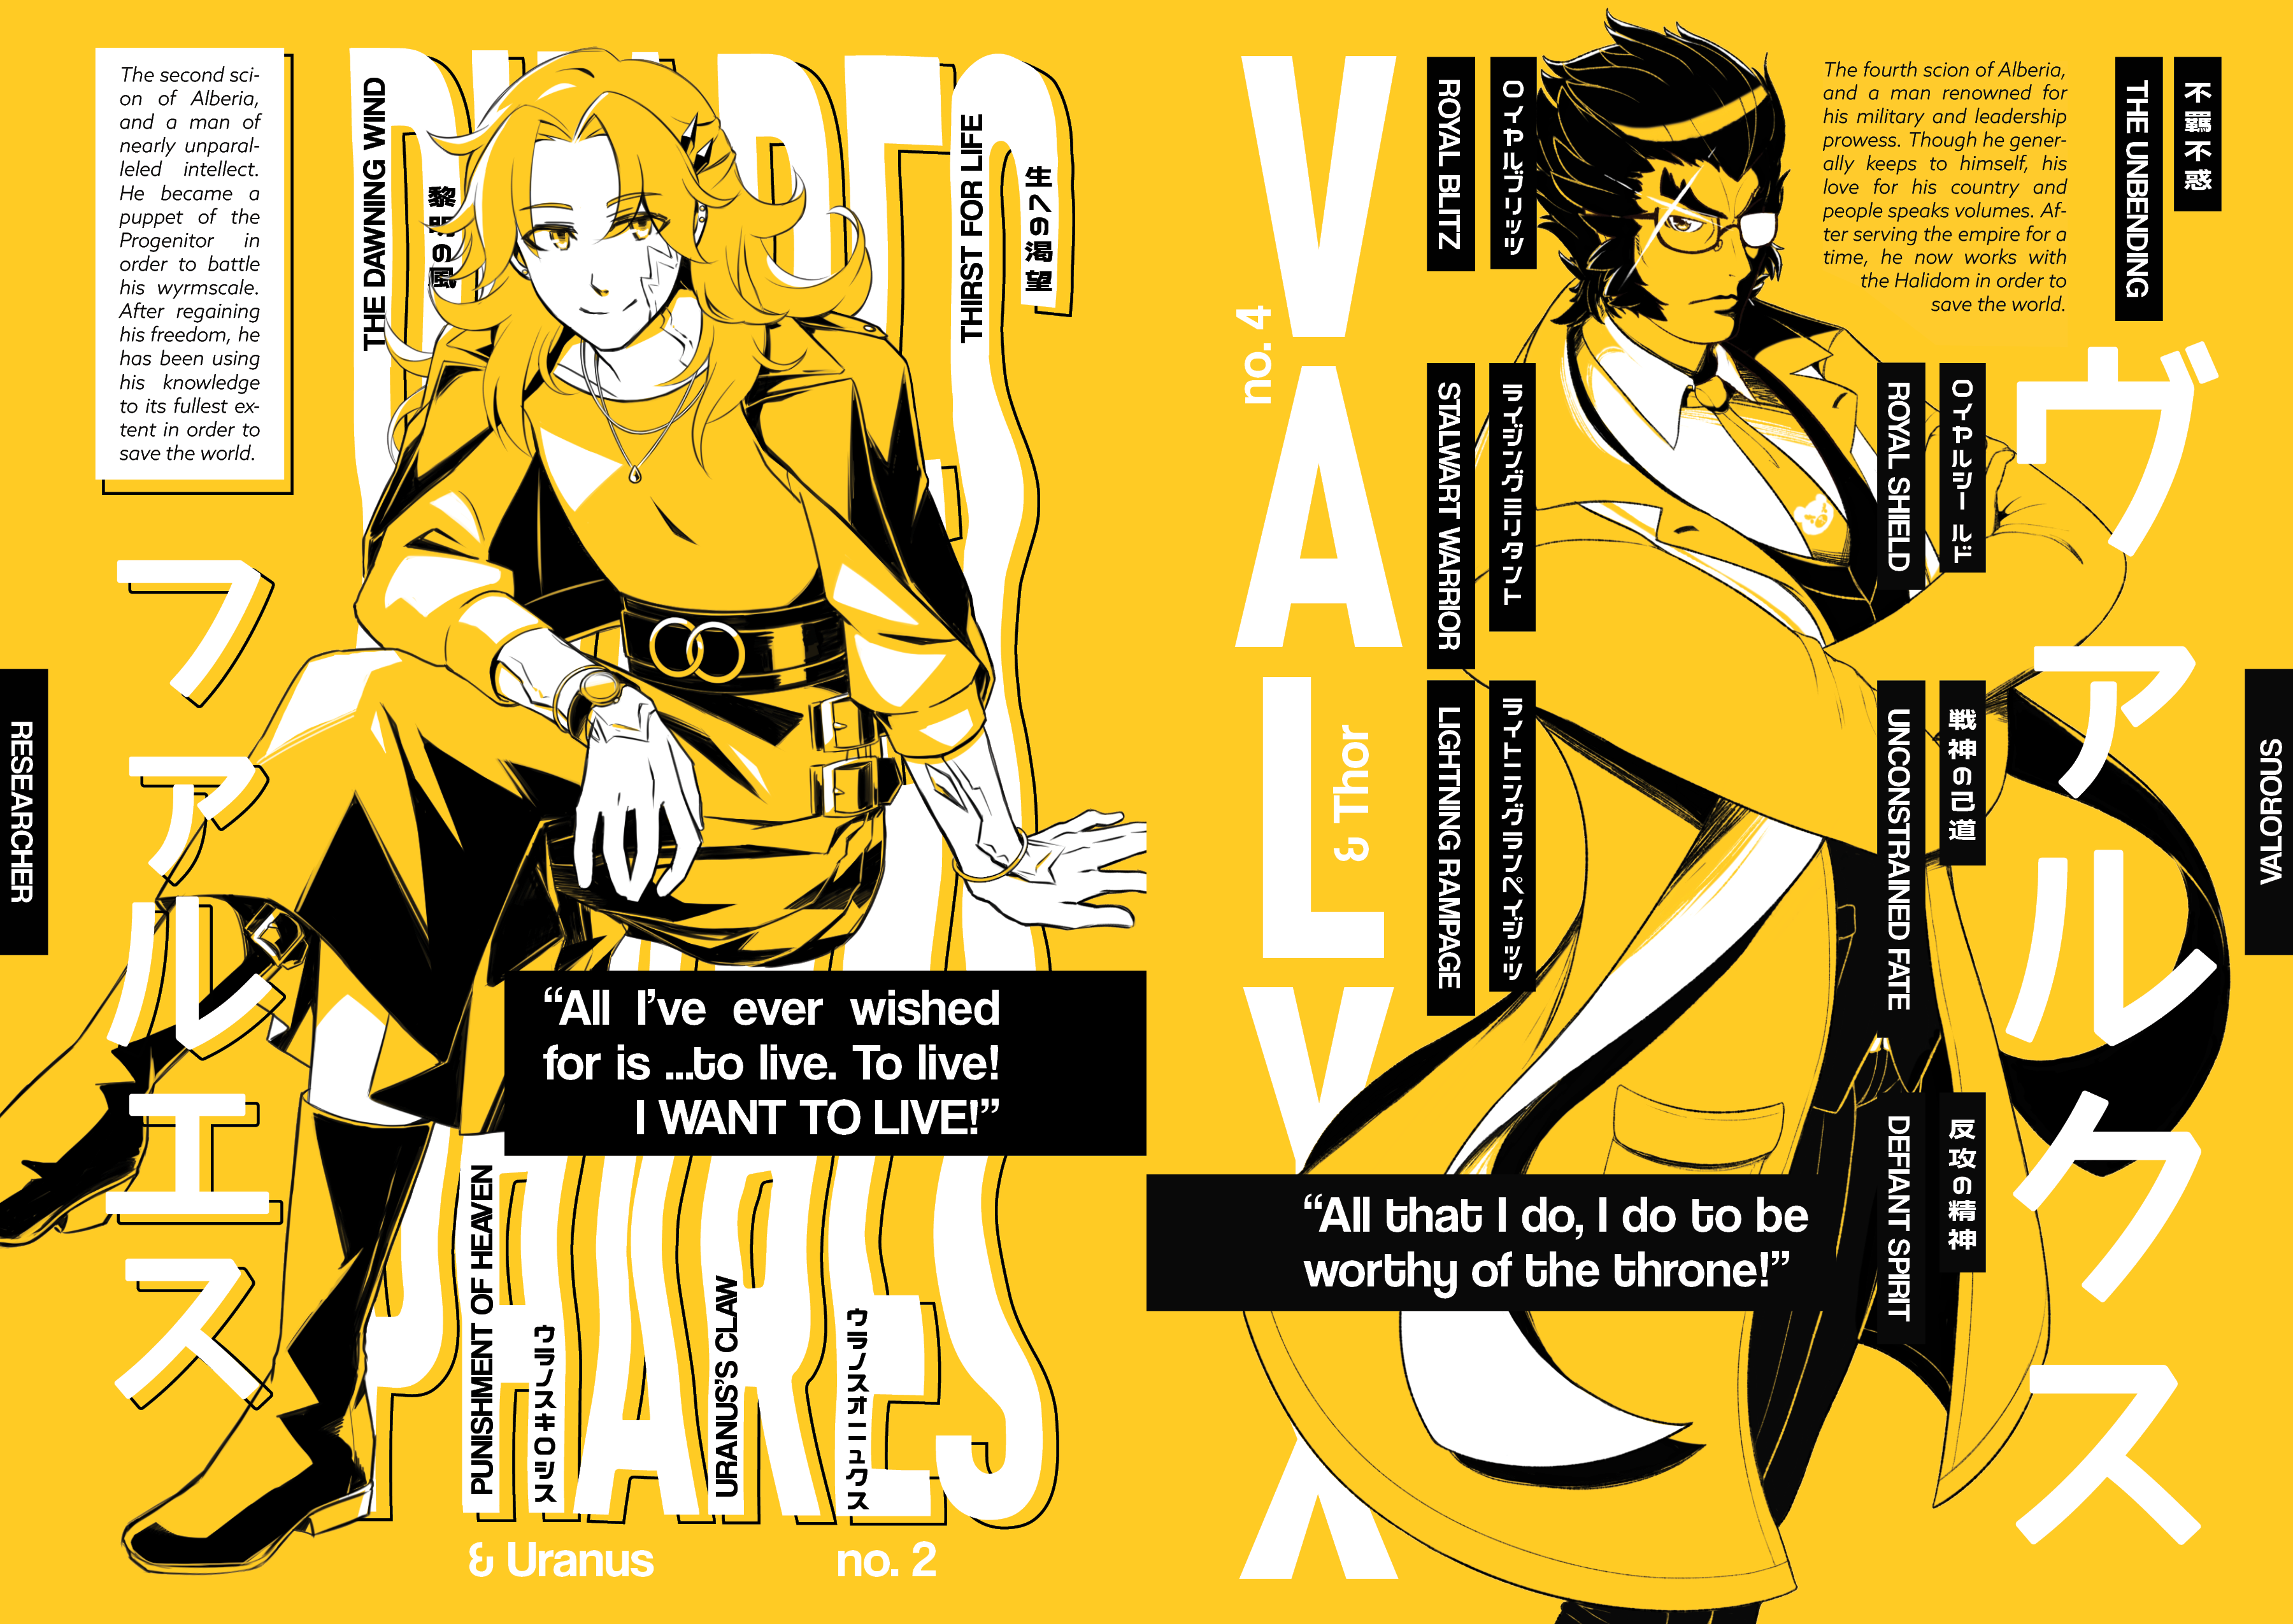 The second sci-
on of Alberia,
and a man of
nearly unparal-
leled intellect.
He became a
puppet of the
Progenitor in
order to battle
his wyrmscale.
After regaining
his freedom, he
has been using
his knowledge
to its fullest ex-
tent in order to
save the world.
PHARES
THE DAWNING WIND
黎明の風
THIRST FOR LIFE
生への渇望
ファルエス
RESEARCHER
“All I’ve ever wished
for is ...to live. To live!
I WANT TO LIVE!”
PHARES
PUNISHMENT OF HEAVEN
ウラノスキロツス
URANUS’S CLAW
ウラノスオニュクス
& Uranus
no. 2
VALYX
no. 4
& Thor
ROYAL BLITZ
ロイヤルブリッツ
STALWART WARRIOR
ライジングミリタント
LIGHTNING RAMPAGE
ライトニングランペイジッツ
The fourth scion of Alberia,
and a man renowned for
his military and leadership
prowess. Though he gener-
ally keeps to himself, his
love for his country and
people speaks volumes. Af-
ter serving the empire for a
time, he now works with
the Halidom in order to
save the world.
THE UNBENDING
不羈不惑
ROYAL SHIELD
ロイヤルシールド
UNCONSTRAINED FATE
戦神の己道
DEFIANT SPIRIT
反攻の精神
ヴァルクス
VALOROUS
“All that I do, I do to be
worthy of the throne!”